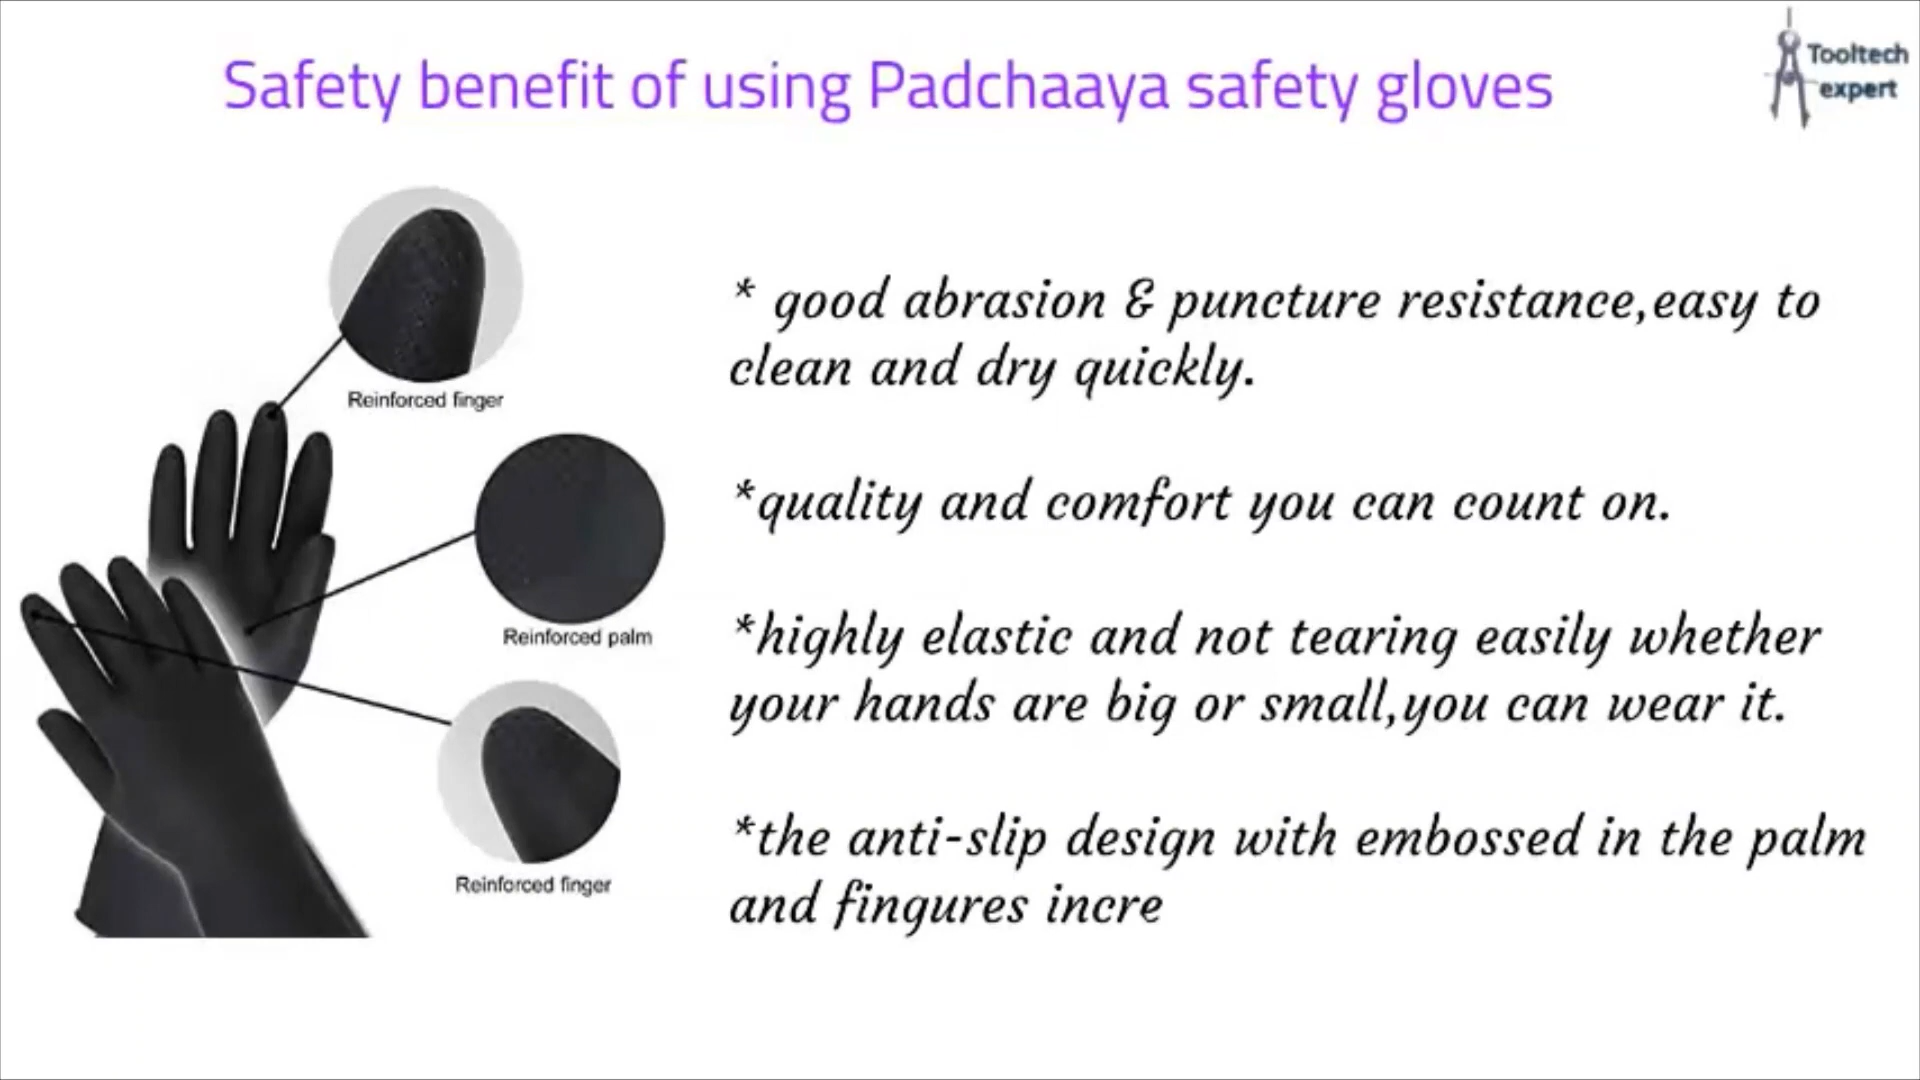 Safety benefit of using Padchaaya safety gloves
Tooltech
expert
Reinforced finger
Reinforced palm
Reinforced finger
* good abrasion & puncture resistance,easy to
clean and dry quickly.
*quality and comfort you can count on.
*highly elastic and not tearing easily whether
your hands are big or small,you can wear it.
*the anti-slip design with embossed in the palm
and fingures incre